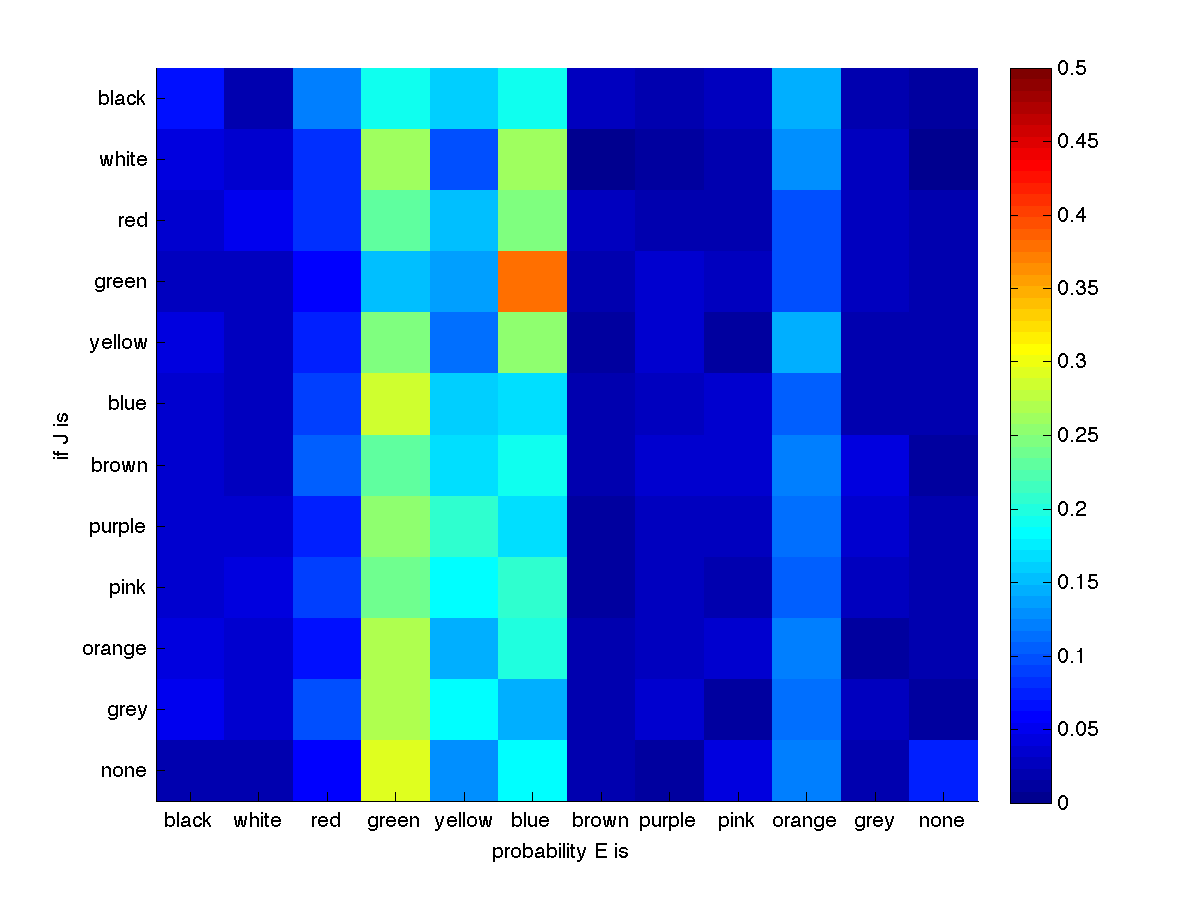 black
white
red
green
yellow
blue
brown
purple
pink
orange
grey
none
if J is
black white red green yellow blue brown purple pink orange grey none
probability E is
0.5
0.45
0.4
0.35
0.3
0.25
0.2
0.15
0.1
0.05
0